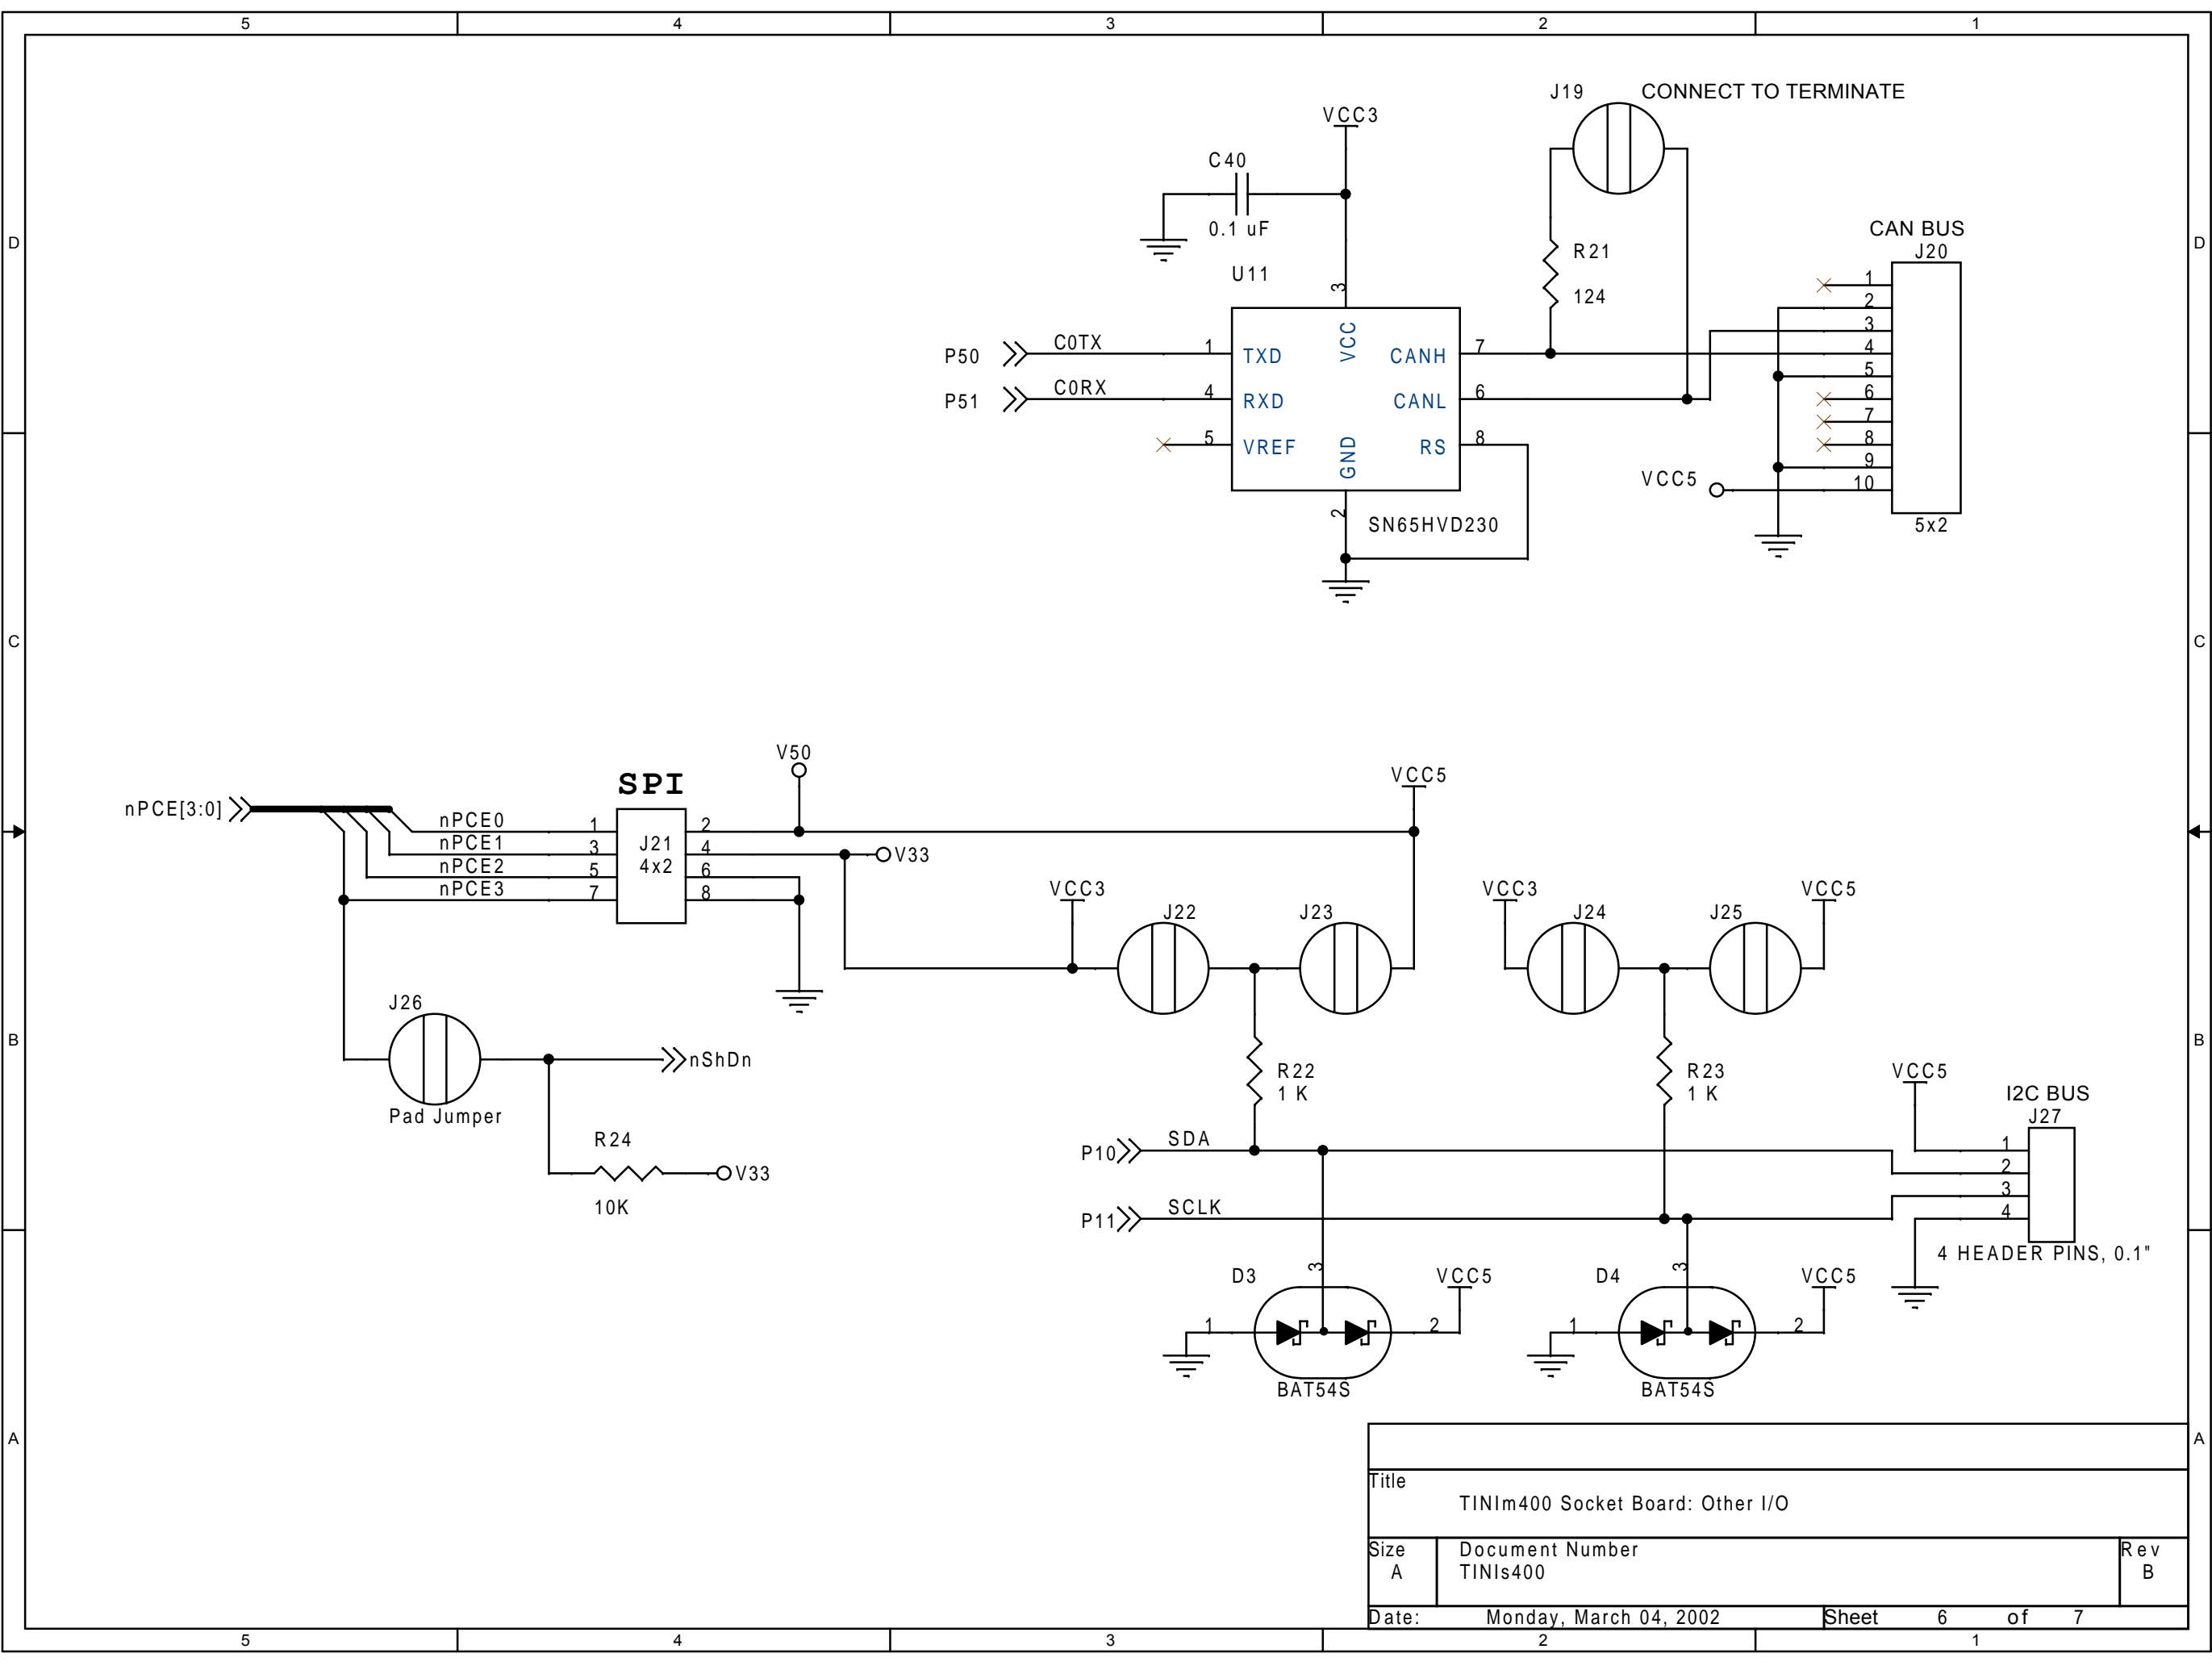 5 4 3 2 1
J19 CONNECT TO TERMINATE
VCC3
C40
0.1 uF
CAN BUS
J20
D D
R21
124
U11
3
1
2
3
4
5
6
7
8
9
10
P50 C0TX 1 TXD VCC CANH 7
P51 C0RX 4 RXD CANL 6
5 VREF GND RS 8
VCC5
2
SN65HVD230
5x2
C C
V50
SPI
VCC5
nPCE[3:0]
nPCE0 1 2
nPCE1 3 J21 4 V33
nPCE2 5 4x2 6
nPCE3 7 8
VCC3 VCC3 VCC5
J22 J23 J24 J25
J26
B B
nShDn
R22
1 K
R23
1 K
VCC5
I2C BUS
J27
Pad Jumper
R24
V33
10K
P10 SDA
P11 SCLK
1
2
3
4
4 HEADER PINS, 0.1"
D3 3 VCC5 D4 3 VCC5
1 2 1 2
BAT54S BAT54S
A A
Title
TINIm400 Socket Board: Other I/O
Size Document Number Rev
A TINIs400 B
Date: Monday, March 04, 2002 Sheet 6 of 7
5 4 3 2 1